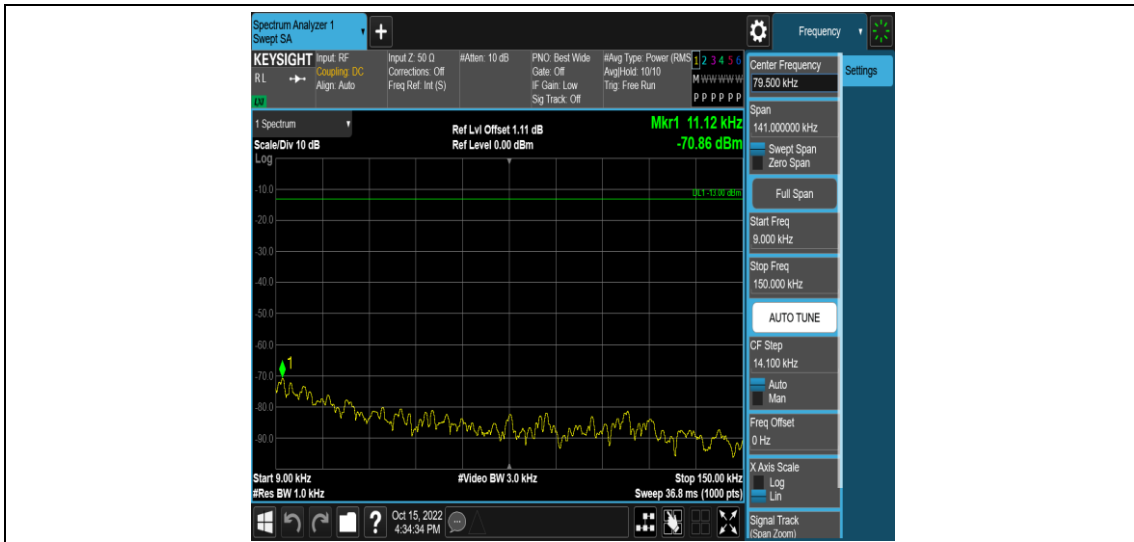 Spectrum Analyzer 1
Swept SA
+
Frequency
KEYSIGHT
RL
LXI
Input: RF
Coupling: DC
Align: Auto
Input Z: 50 Ω
Corrections: Off
Freq Ref: Int (S)
#Atten: 10 dB
PNO: Best Wide
Gate: Off
IF Gain: Low
Sig Track: Off
#Avg Type: Power (RMS
Avg|Hold: 10/10
Trig: Free Run
1 2 3 4 5 6
M W W W W W
P P P P P P
Center Frequency
79.500 kHz
Settings
Span
141.000000 kHz
Swept Span
Zero Span
Full Span
Start Freq
9.000 kHz
Stop Freq
150.000 kHz
AUTO TUNE
CF Step
14.100 kHz
Auto
Man
Freq Offset
0 Hz
X Axis Scale
Log
Lin
Signal Track
(Span Zoom)
1 Spectrum
Scale/Div 10 dB
Log
Ref Lvl Offset 1.11 dB
Ref Level 0.00 dBm
Mkr1 11.12 kHz
-70.86 dBm
DL1 -13.00 dBm
-10.0
-20.0
-30.0
-40.0
-50.0
-60.0
-70.0
-80.0
-90.0
1
Start 9.00 kHz
#Res BW 1.0 kHz
#Video BW 3.0 kHz
Stop 150.00 kHz
Sweep 36.8 ms (1000 pts)
?
Oct 15, 2022
4:34:34 PM